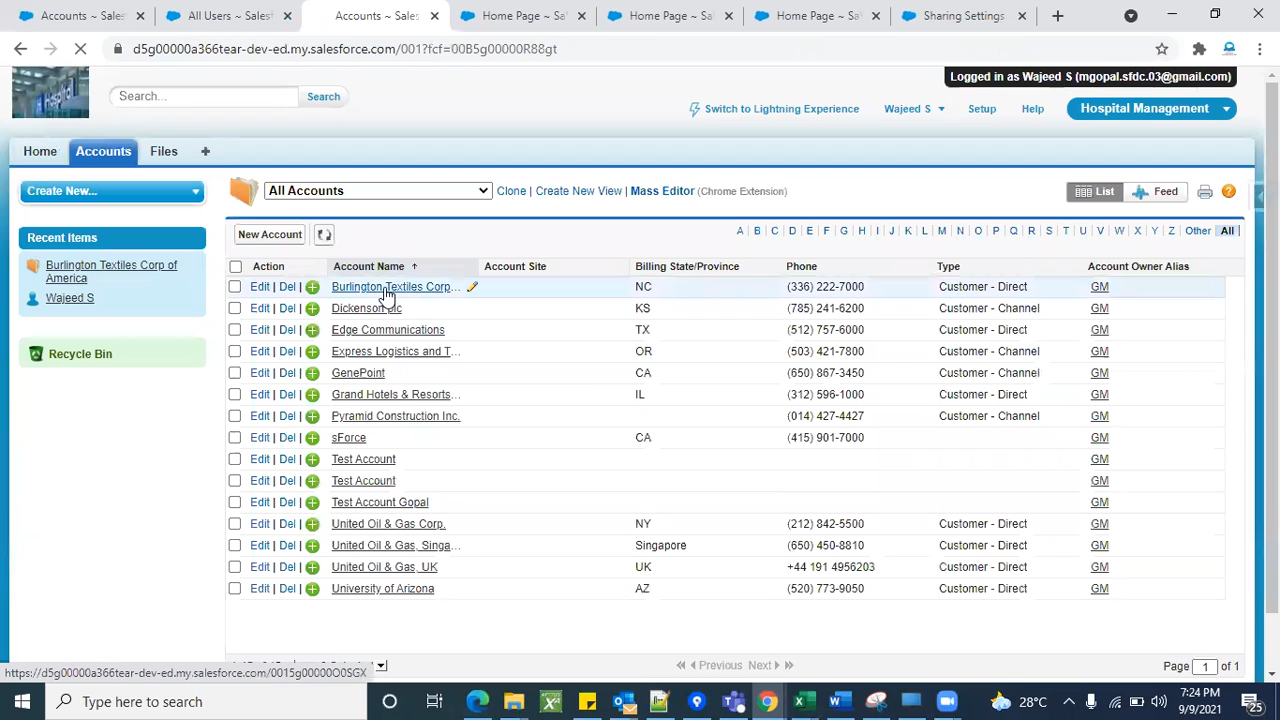 Accounts ~ Sales
All Users ~ Salesf
Accounts ~ Sales
Home Page ~ Sa
Home Page ~ Sa
Home Page ~ Sa
Sharing Settings
d5g00000a366tear-dev-ed.my.salesforce.com/001?fcf=00B5g00000R88gt
Logged in as Wajeed S (mgopal.sfdc.03@gmail.com)
Hospital
Search...
Search
Switch to Lightning Experience
Wajeed S
Setup
Help
Hospital Management
Home
Accounts
Files
+
Create New...
All Accounts
Clone | Create New View | Mass Editor (Chrome Extension)
List
Feed
Recent Items
Burlington Textiles Corp of
America
Wajeed S
Recycle Bin
New Account
A B C D E F G H I J K L M N O P Q R S T U V W X Y Z Other All
Action Account Name Account Site Billing State/Province Phone Type Account Owner Alias
Edit | Del | Burlington Textiles Corp... NC (336) 222-7000 Customer - Direct GM
Edit | Del | Dickenson plc KS (785) 241-6200 Customer - Channel GM
Edit | Del | Edge Communications TX (512) 757-6000 Customer - Direct GM
Edit | Del | Express Logistics and T... OR (503) 421-7800 Customer - Channel GM
Edit | Del | GenePoint CA (650) 867-3450 Customer - Channel GM
Edit | Del | Grand Hotels & Resorts... IL (312) 596-1000 Customer - Direct GM
Edit | Del | Pyramid Construction Inc. (014) 427-4427 Customer - Channel GM
Edit | Del | sForce CA (415) 901-7000 GM
Edit | Del | Test Account GM
Edit | Del | Test Account GM
Edit | Del | Test Account Gopal GM
Edit | Del | United Oil & Gas Corp. NY (212) 842-5500 Customer - Direct GM
Edit | Del | United Oil & Gas, Singa... Singapore (650) 450-8810 Customer - Direct GM
Edit | Del | United Oil & Gas, UK UK +44 191 4956203 Customer - Direct GM
Edit | Del | University of Arizona AZ (520) 773-9050 Customer - Direct GM
Previous Next
Page 1 of 1
https://d5g00000a366tear-dev-ed.my.salesforce.com/0015g00000O0SGX
Type here to search
28°C
7:24 PM
9/9/2021
25